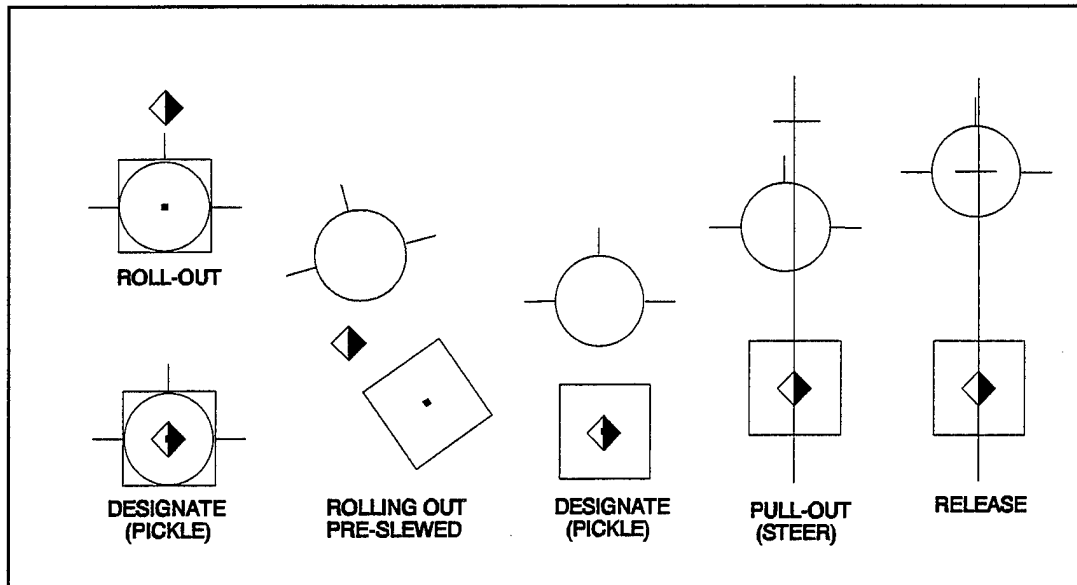 ROLL-OUT
DESIGNATE
(PICKLE)
ROLLING OUT
PRE-SLEWED
DESIGNATE
(PICKLE)
PULL-OUT
(STEER)
RELEASE